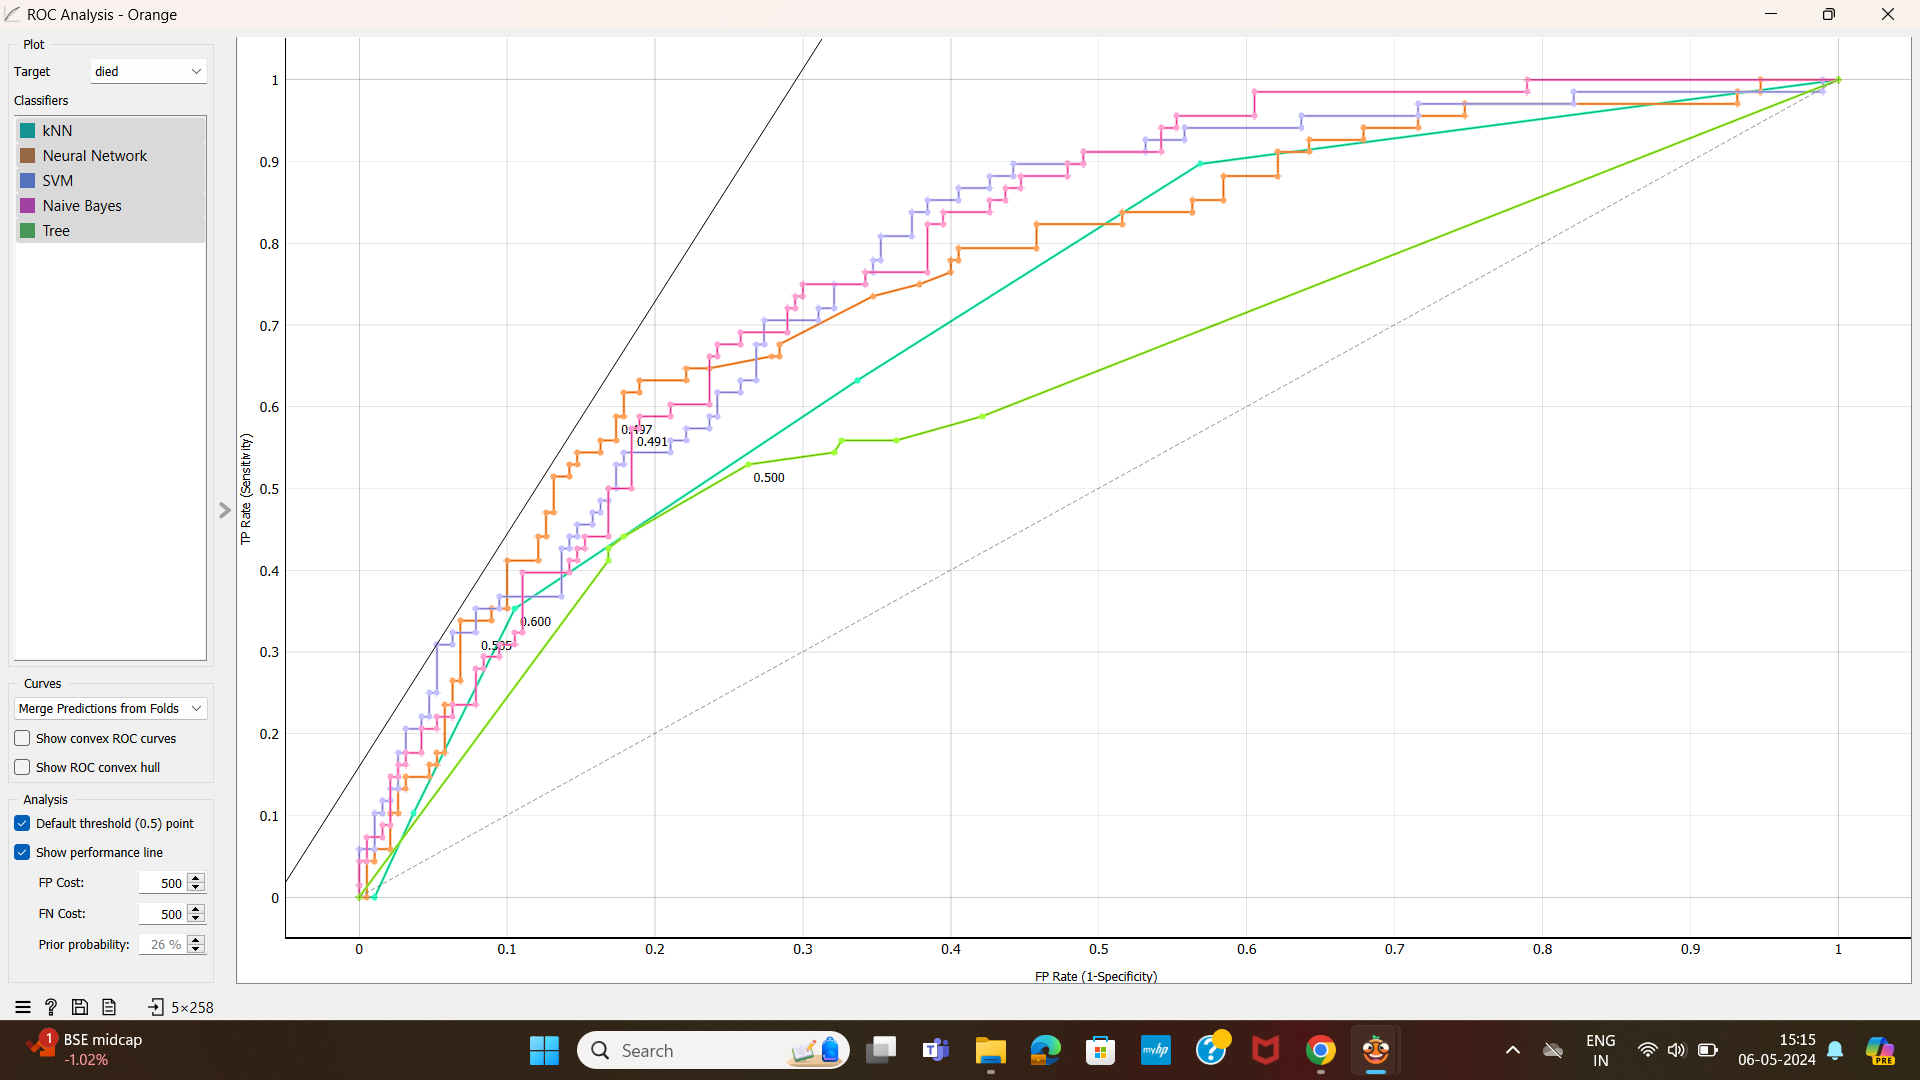 ROC Analysis - Orange
Plot
Target
died
Classifiers
kNN
Neural Network
SVM
Naive Bayes
Tree
Curves
Merge Predictions from Folds
Show convex ROC curves
Show ROC convex hull
Analysis
Default threshold (0.5) point
Show performance line
FP Cost: 500
FN Cost: 500
Prior probability: 26 %
5×258
TP Rate (Sensitivity)
1
0.9
0.8
0.7
0.6
0.5
0.4
0.3
0.2
0.1
0
0.491
0.500
0.600
0 0.1 0.2 0.3 0.4 0.5 0.6 0.7 0.8 0.9 1
FP Rate (1-Specificity)
1
BSE midcap
-1.02%
Search
T
myhp
?
PRE
ENG
IN
15:15
06-05-2024